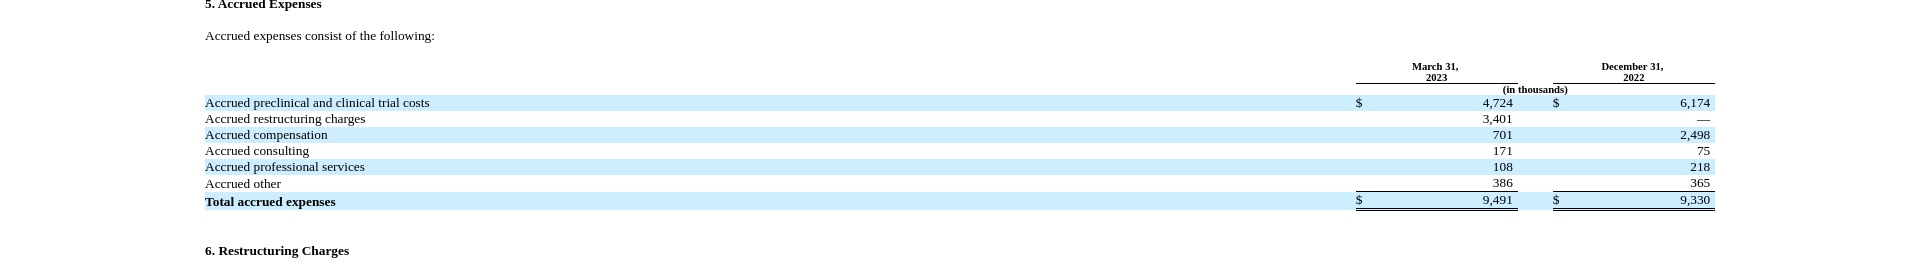 5. Accrued Expenses
Accrued expenses consist of the following:
March 31, December 31,
2023 2022
(in thousands)
Accrued preclinical and clinical trial costs $ 4,724 $ 6,174
Accrued restructuring charges 3,401 —
Accrued compensation 701 2,498
Accrued consulting 171 75
Accrued professional services 108 218
Accrued other 386 365
Total accrued expenses $ 9,491 $ 9,330
6. Restructuring Charges